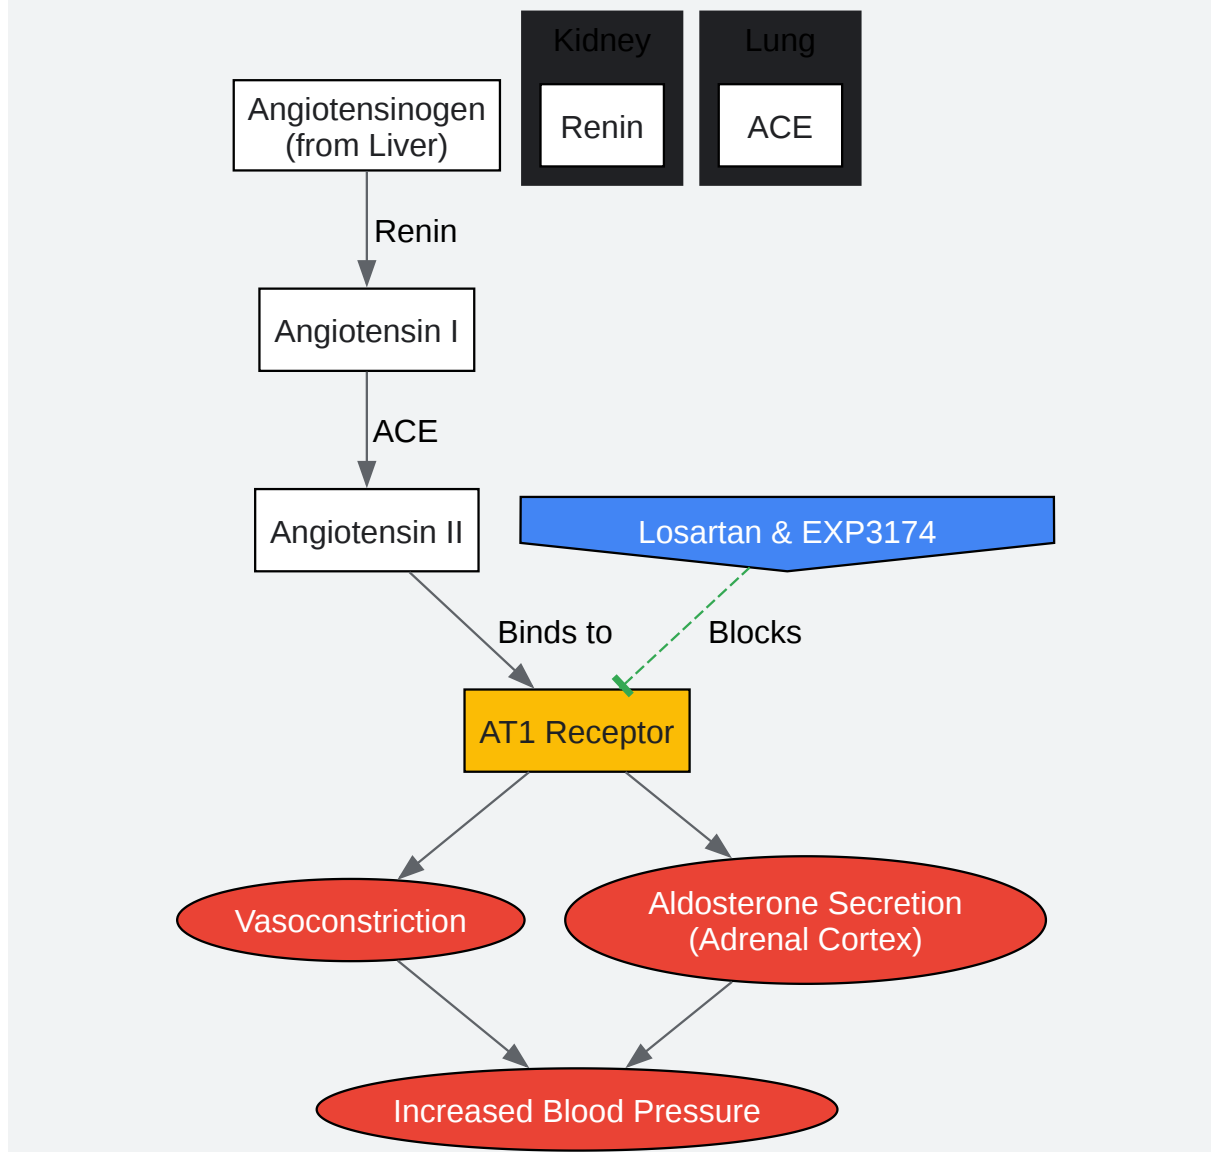 Kidney
Lung
Angiotensinogen
(from Liver)
Renin
ACE
Renin
Angiotensin I
ACE
Angiotensin II
Losartan & EXP3174
Binds to
Blocks
AT1 Receptor
Vasoconstriction
Aldosterone Secretion
(Adrenal Cortex)
Increased Blood Pressure